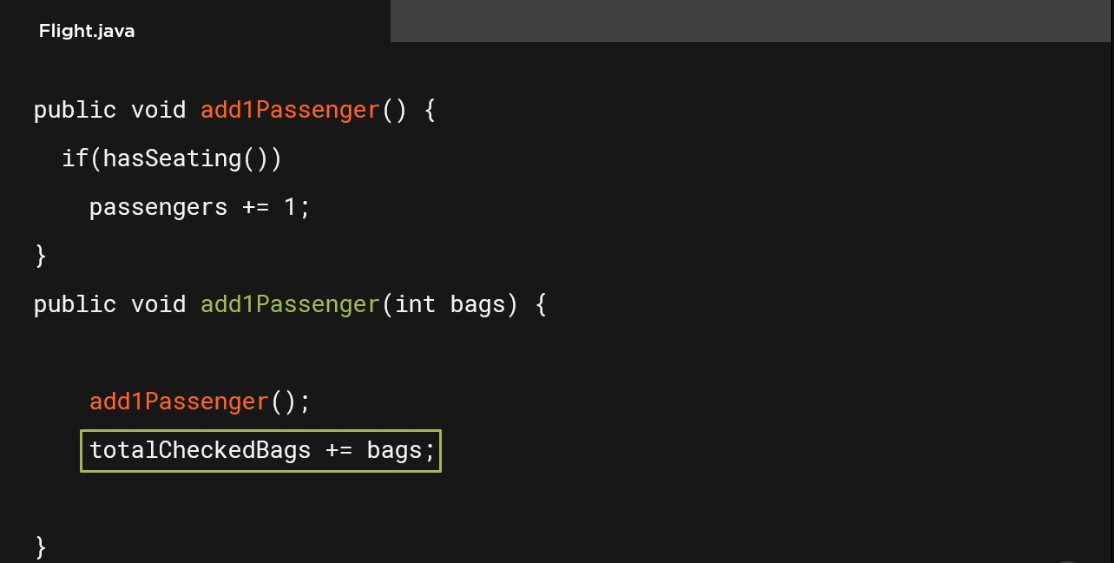 Flight.java
public void add1Passenger() {
if(hasSeating())
passengers += 1;
}
public void add1Passenger(int bags) {
add1Passenger();
totalCheckedBags += bags;
}